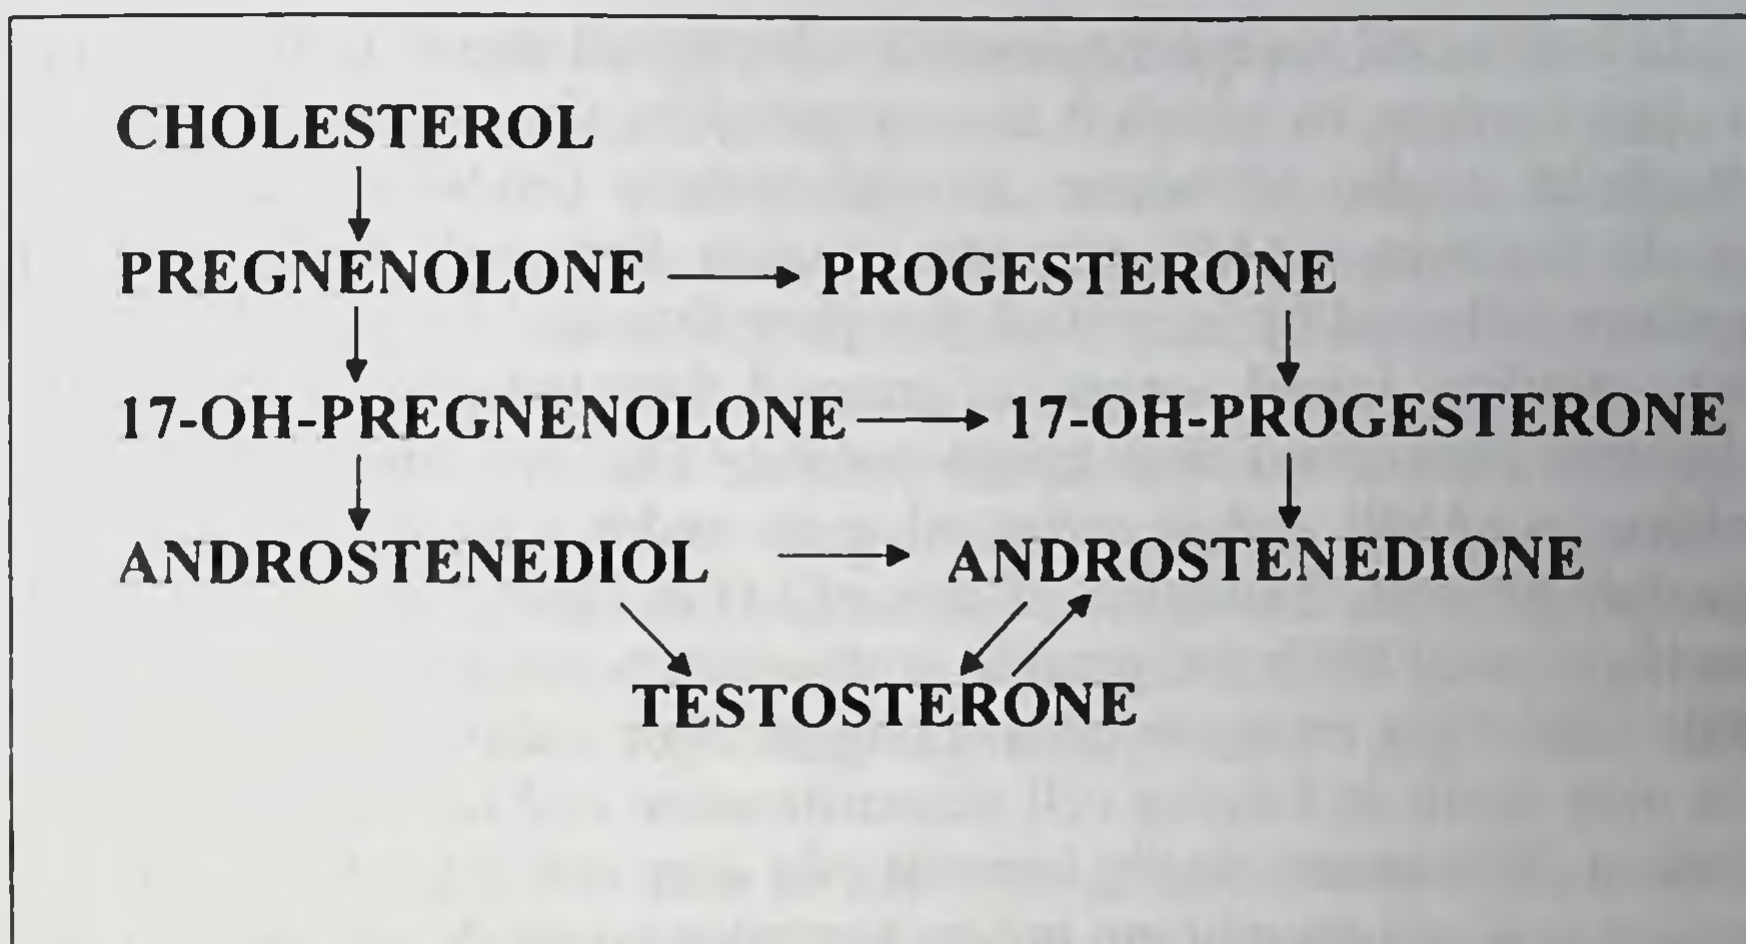 CHOLESTEROL
PREGNENOLONE PROGESTERONE
17-OH-PREGNENOLONE 17-OH-PROGESTERONE
ANDROSTENEDIOL ANDROSTENEDIONE
TESTOSTERONE